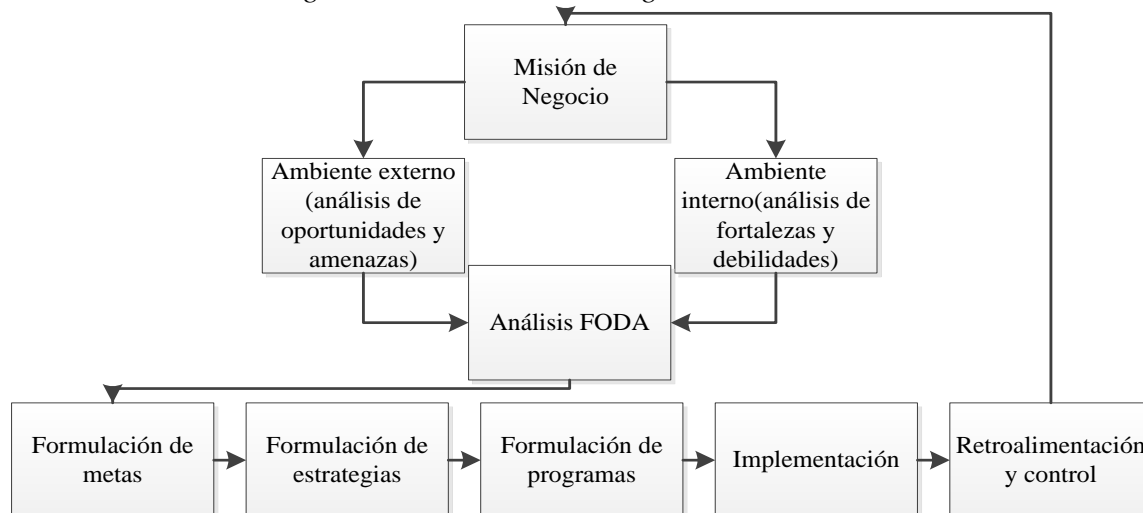 Misión de
Negocio
Ambiente externo
(análisis de
oportunidades y
amenazas)
Ambiente
interno(análisis de
fortalezas y
debilidades)
Análisis FODA
Formulación de
metas
Formulación de
estrategias
Formulación de
programas
Implementación
Retroalimentación
y control